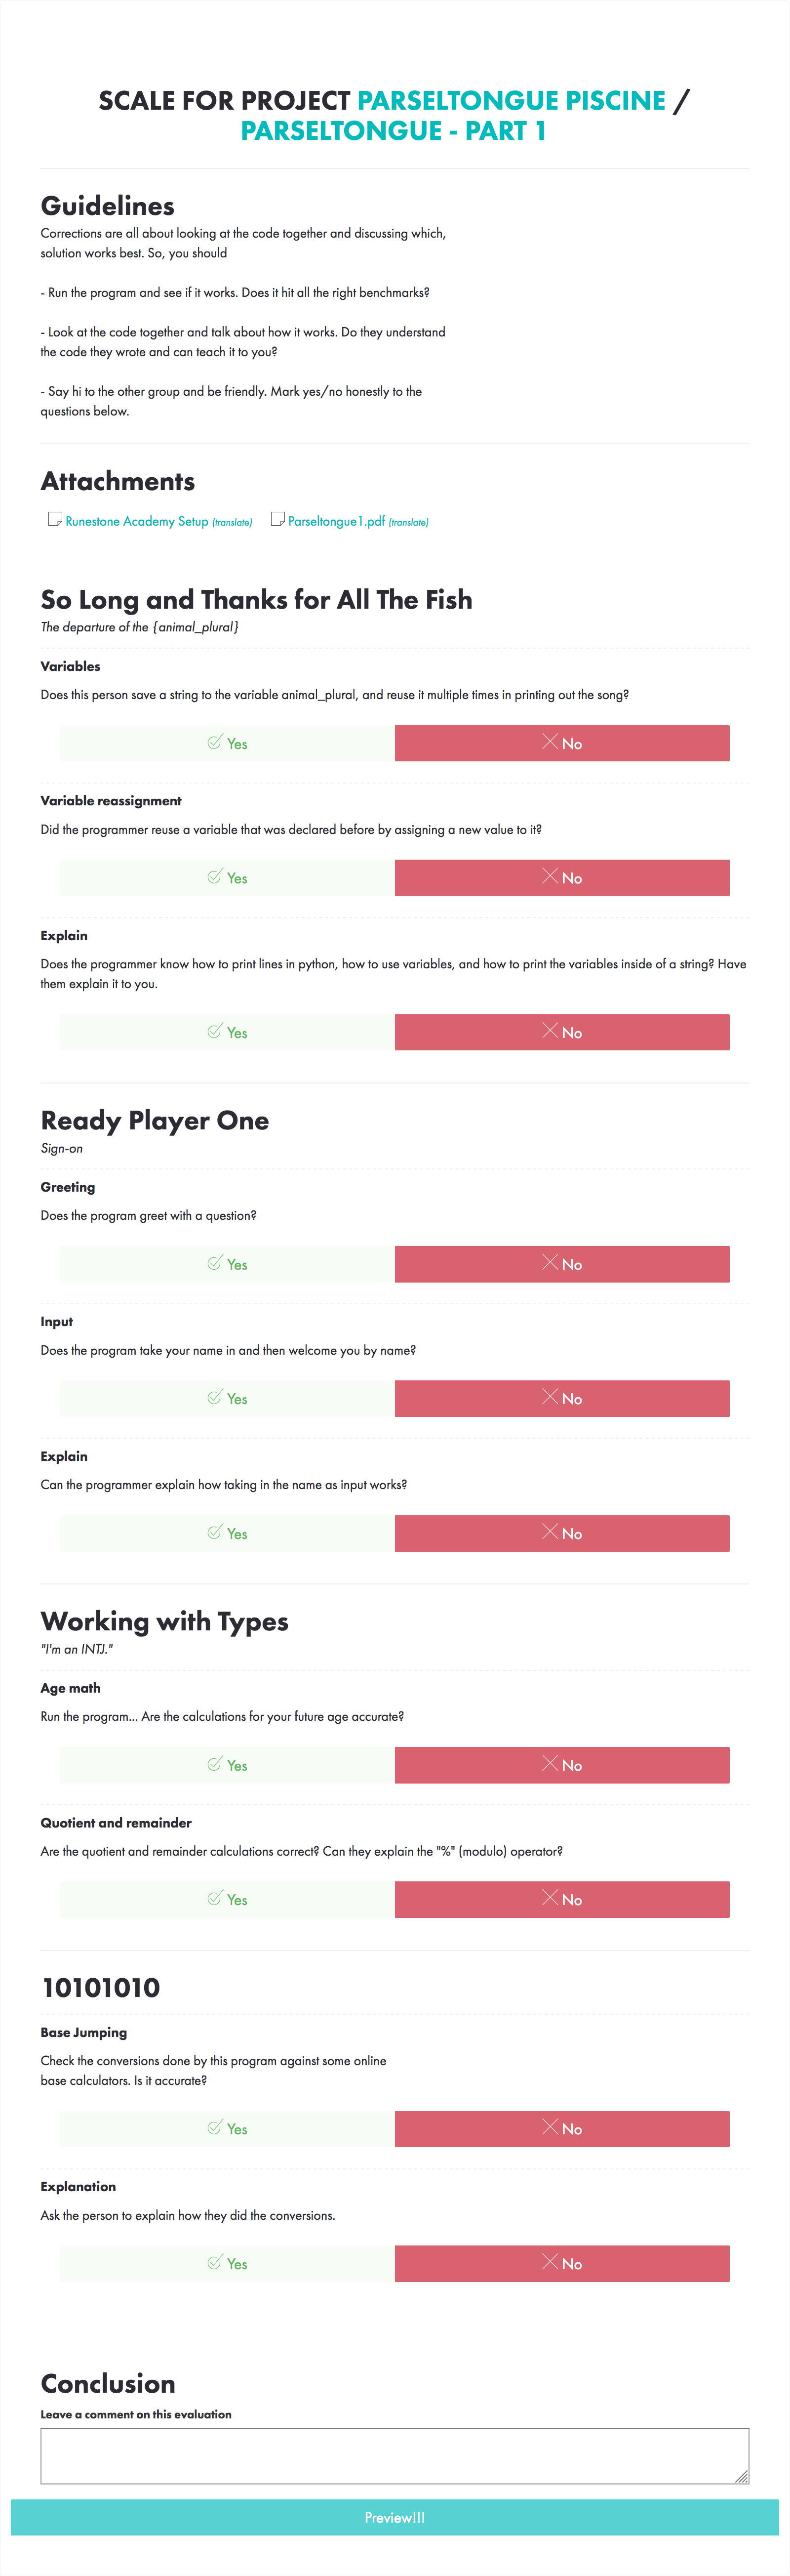 SCALE FOR PROJECT PARSELTONGUE PISCINE /
PARSELTONGUE - PART 1
Guidelines
Corrections are all about looking at the code together and discussing which,
solution works best. So, you should
- Run the program and see if it works. Does it hit all the right benchmarks?
- Look at the code together and talk about how it works. Do they understand
the code they wrote and can teach it to you?
- Say hi to the other group and be friendly. Mark yes/no honestly to the
questions below.
Attachments
Runestone Academy Setup (translate) Parseltongue1.pdf (translate)
So Long and Thanks for All The Fish
The departure of the {animal_plural}
Variables
Does this person save a string to the variable animal_plural, and reuse it multiple times in printing out the song?
Yes No
Variable reassignment
Did the programmer reuse a variable that was declared before by assigning a new value to it?
Yes No
Explain
Does the programmer know how to print lines in python, how to use variables, and how to print the variables inside of a string? Have
them explain it to you.
Yes No
Ready Player One
Sign-on
Greeting
Does the program greet with a question?
Yes No
Input
Does the program take your name in and then welcome you by name?
Yes No
Explain
Can the programmer explain how taking in the name as input works?
Yes No
Working with Types
"I'm an INTJ."
Age math
Run the program... Are the calculations for your future age accurate?
Yes No
Quotient and remainder
Are the quotient and remainder calculations correct? Can they explain the "%" (modulo) operator?
Yes No
10101010
Base Jumping
Check the conversions done by this program against some online
base calculators. Is it accurate?
Yes No
Explanation
Ask the person to explain how they did the conversions.
Yes No
Conclusion
Leave a comment on this evaluation
Preview!!!